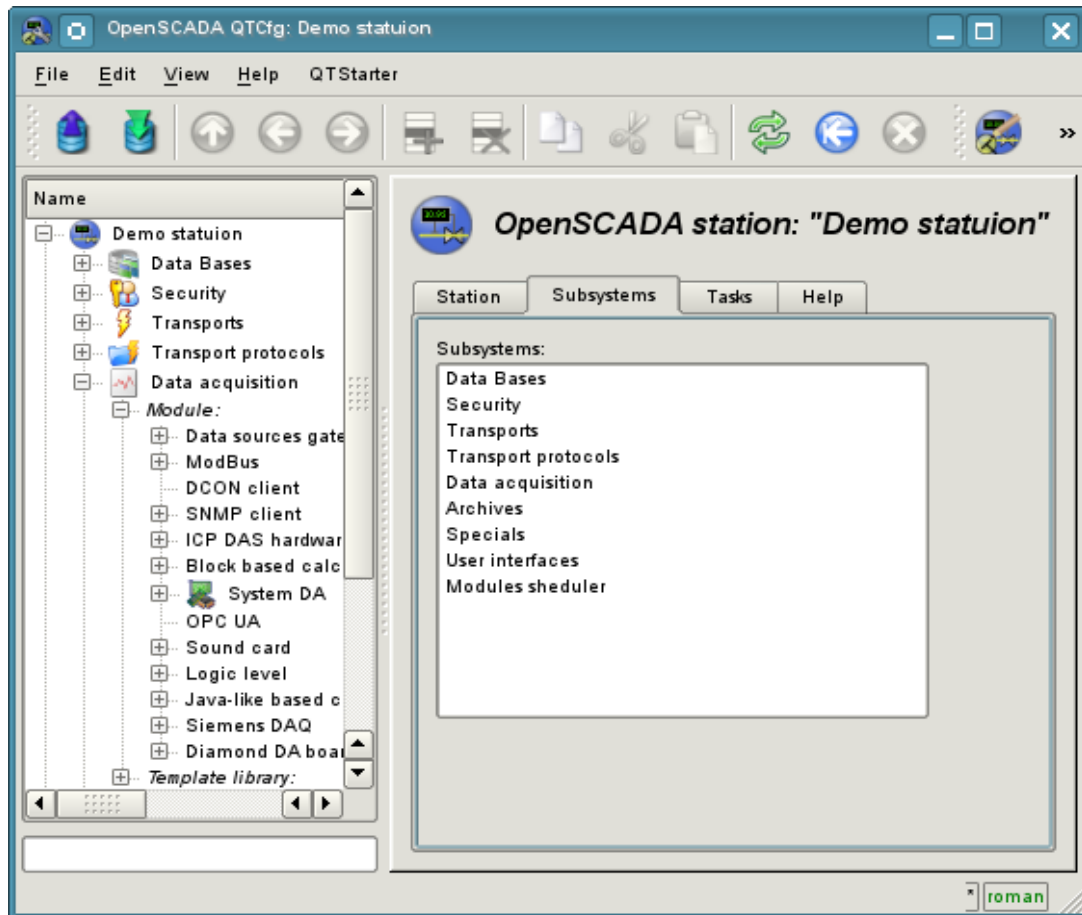 OpenSCADA QTCfg: Demo statuion
File Edit View Help QTStarter
»
Name
Demo statuion
Data Bases
Security
Transports
Transport protocols
Data acquisition
Module:
Data sources gate
ModBus
DCON client
SNMP client
ICP DAS hardwar
Block based calc
System DA
OPC UA
Sound card
Logic level
Java-like based c
Siemens DAQ
Diamond DA boar
Template library:
OpenSCADA station: "Demo statuion"
Station Subsystems Tasks Help
Subsystems:
Data Bases
Security
Transports
Transport protocols
Data acquisition
Archives
Specials
User interfaces
Modules sheduler
* roman